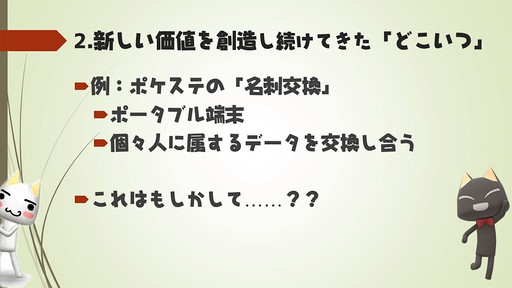 2.新しい価値を創造し続けてきた「どこいつ」
例：ポケステの「名刺交換」
ポータブル端末
個々人に属するデータを交換し合う
これはもしかして……？？